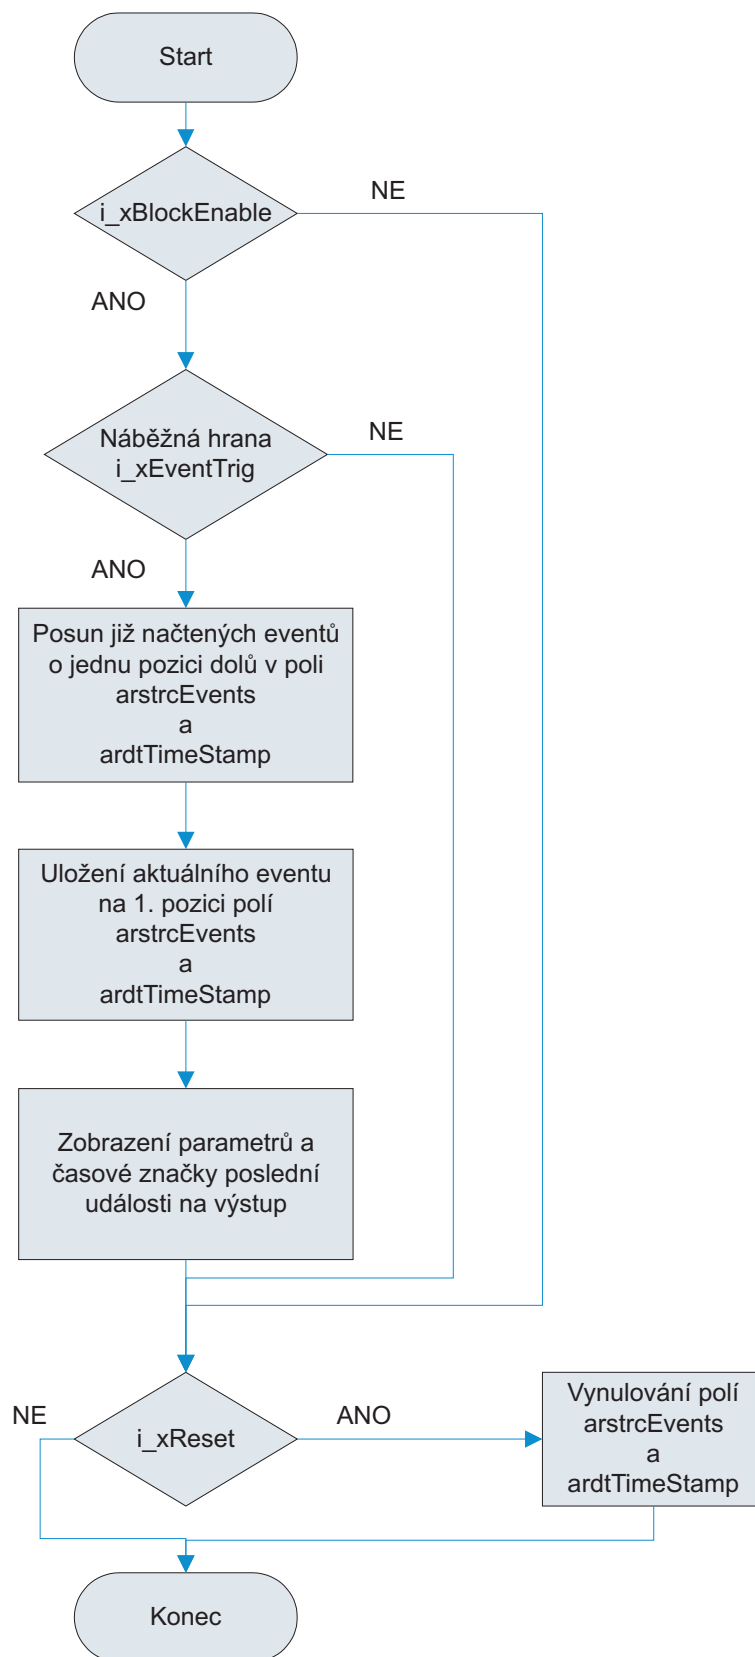 Start
i_xBlockEnable
NE
ANO
Náběžná hrana
i_xEventTrig
NE
ANO
Posun již načtených eventů
o jednu pozici dolů v poli
arstrcEvents
a
ardtTimeStamp
Uložení aktuálního eventu
na 1. pozici polí
arstrcEvents
a
ardtTimeStamp
Zobrazení parametrů a
časové značky poslední
události na výstup
NE
i_xReset
ANO
Vynulování polí
arstrcEvents
a
ardtTimeStamp
Konec